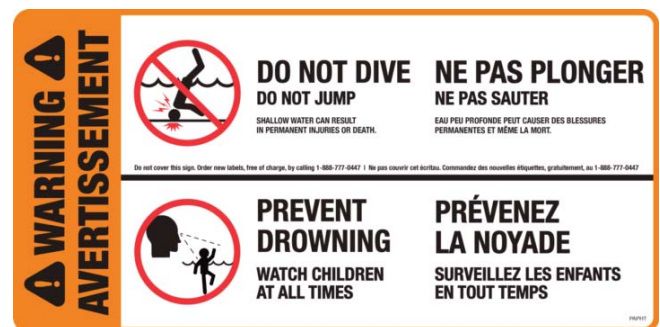 WARNING
AVERTISSEMENT
DO NOT DIVE
DO NOT JUMP
SHALLOW WATER CAN RESULT
IN PERMANENT INJURIES OR DEATH.
NE PAS PLONGER
NE PAS SAUTER
EAU PEU PROFONDE PEUT CAUSER DES BLESSURES
PERMANENTES ET MÊME LA MORT.
Do not cover this sign. Order new labels, free of charge, by calling 1-888-777-0447 | Ne pas couvrir cet écritau. Commandez des nouvelles étiquettes, gratuitement, au 1-888-777-0447
PREVENT
DROWNING
WATCH CHILDREN
AT ALL TIMES
PRÉVENEZ
LA NOYADE
SURVEILLEZ LES ENFANTS
EN TOUT TEMPS
PAPHT